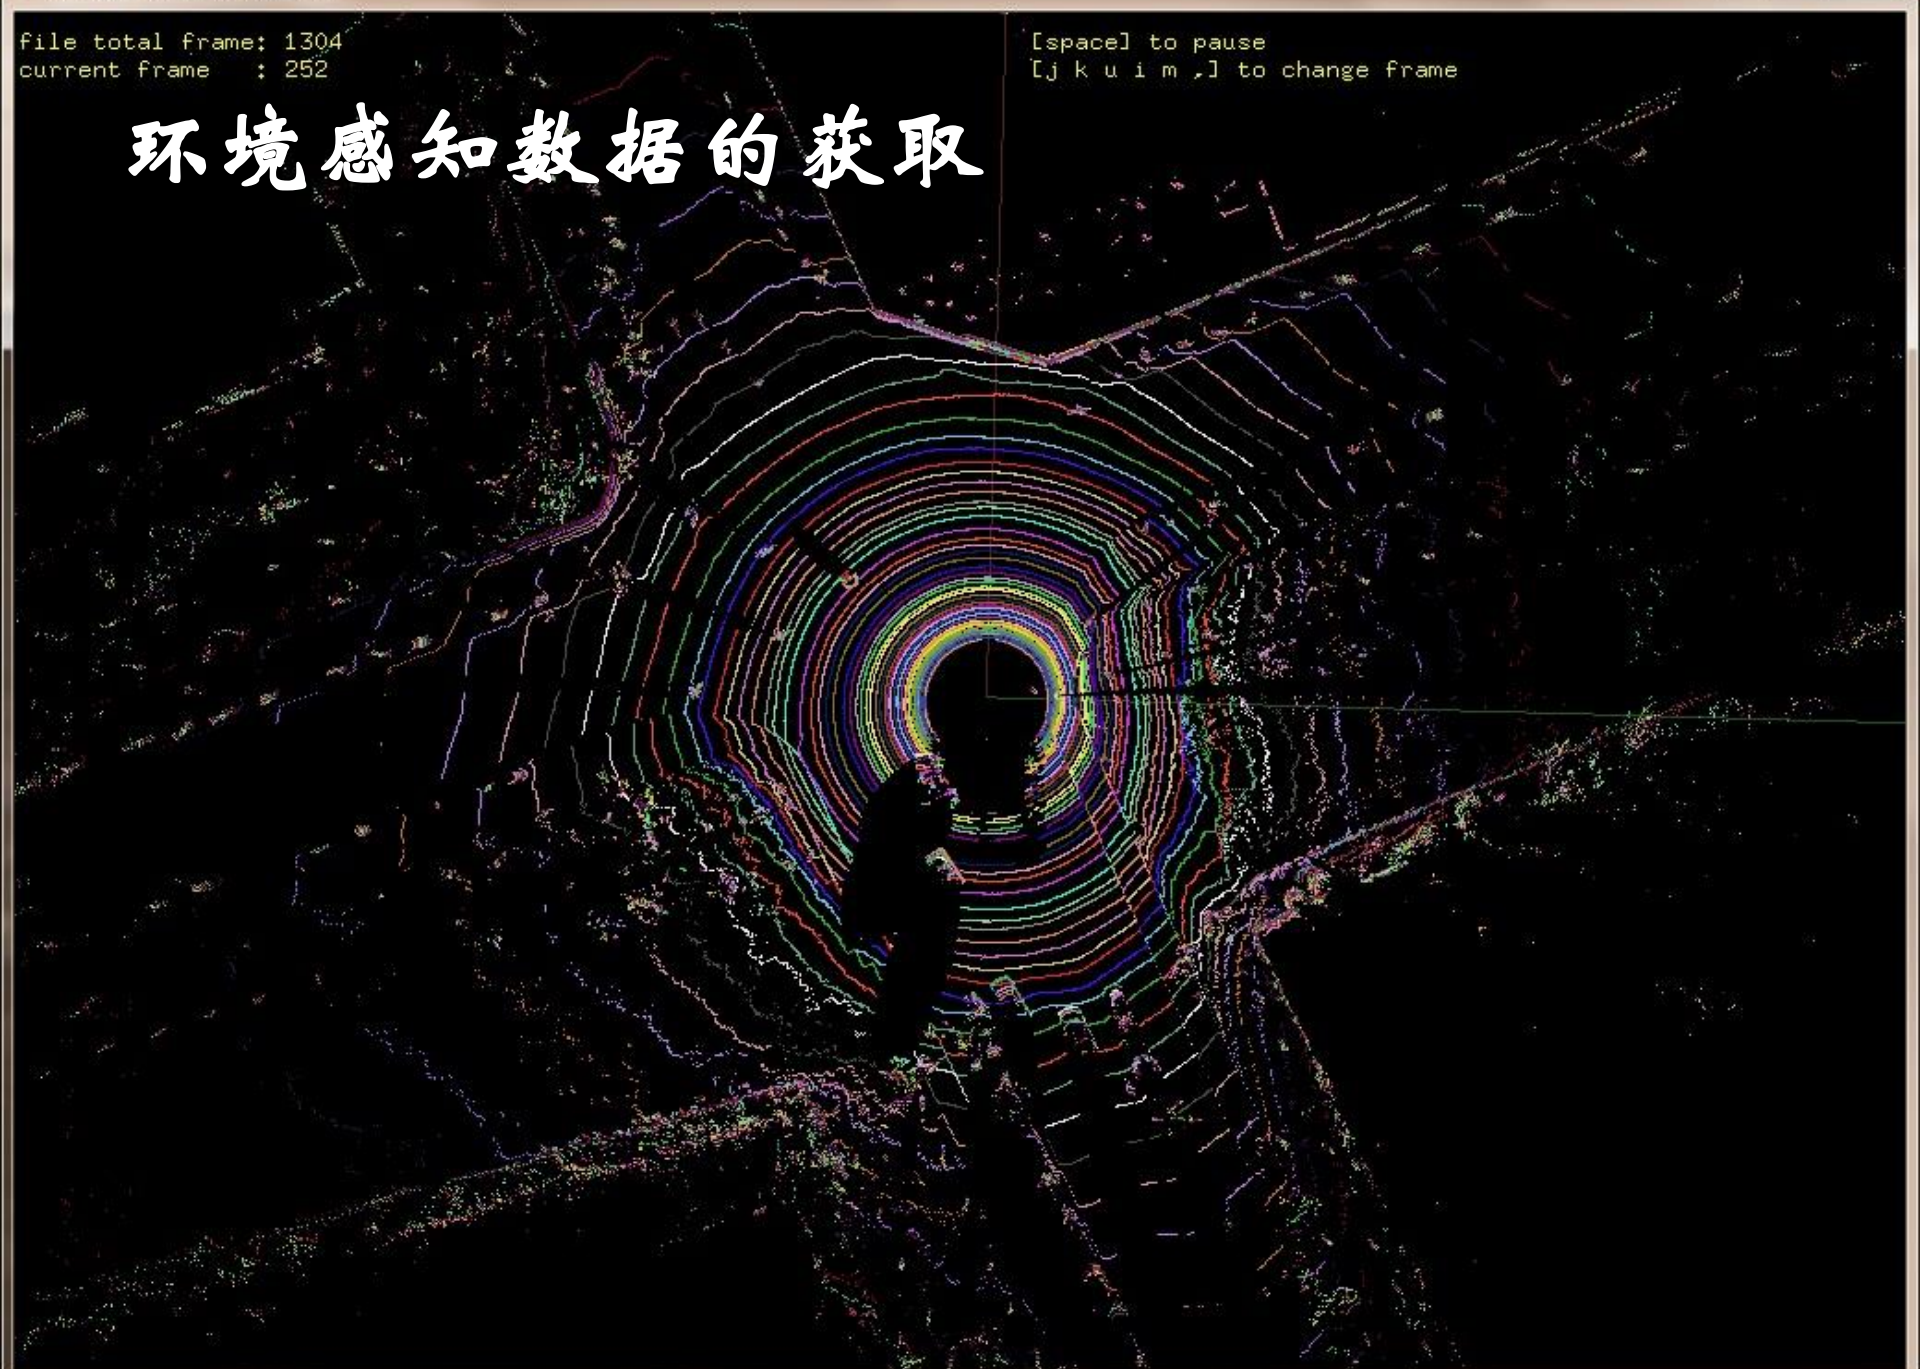 file total frame: 1304
current frame   : 252
[space] to pause
[j k u i m ,] to change frame
环境感知数据的获取